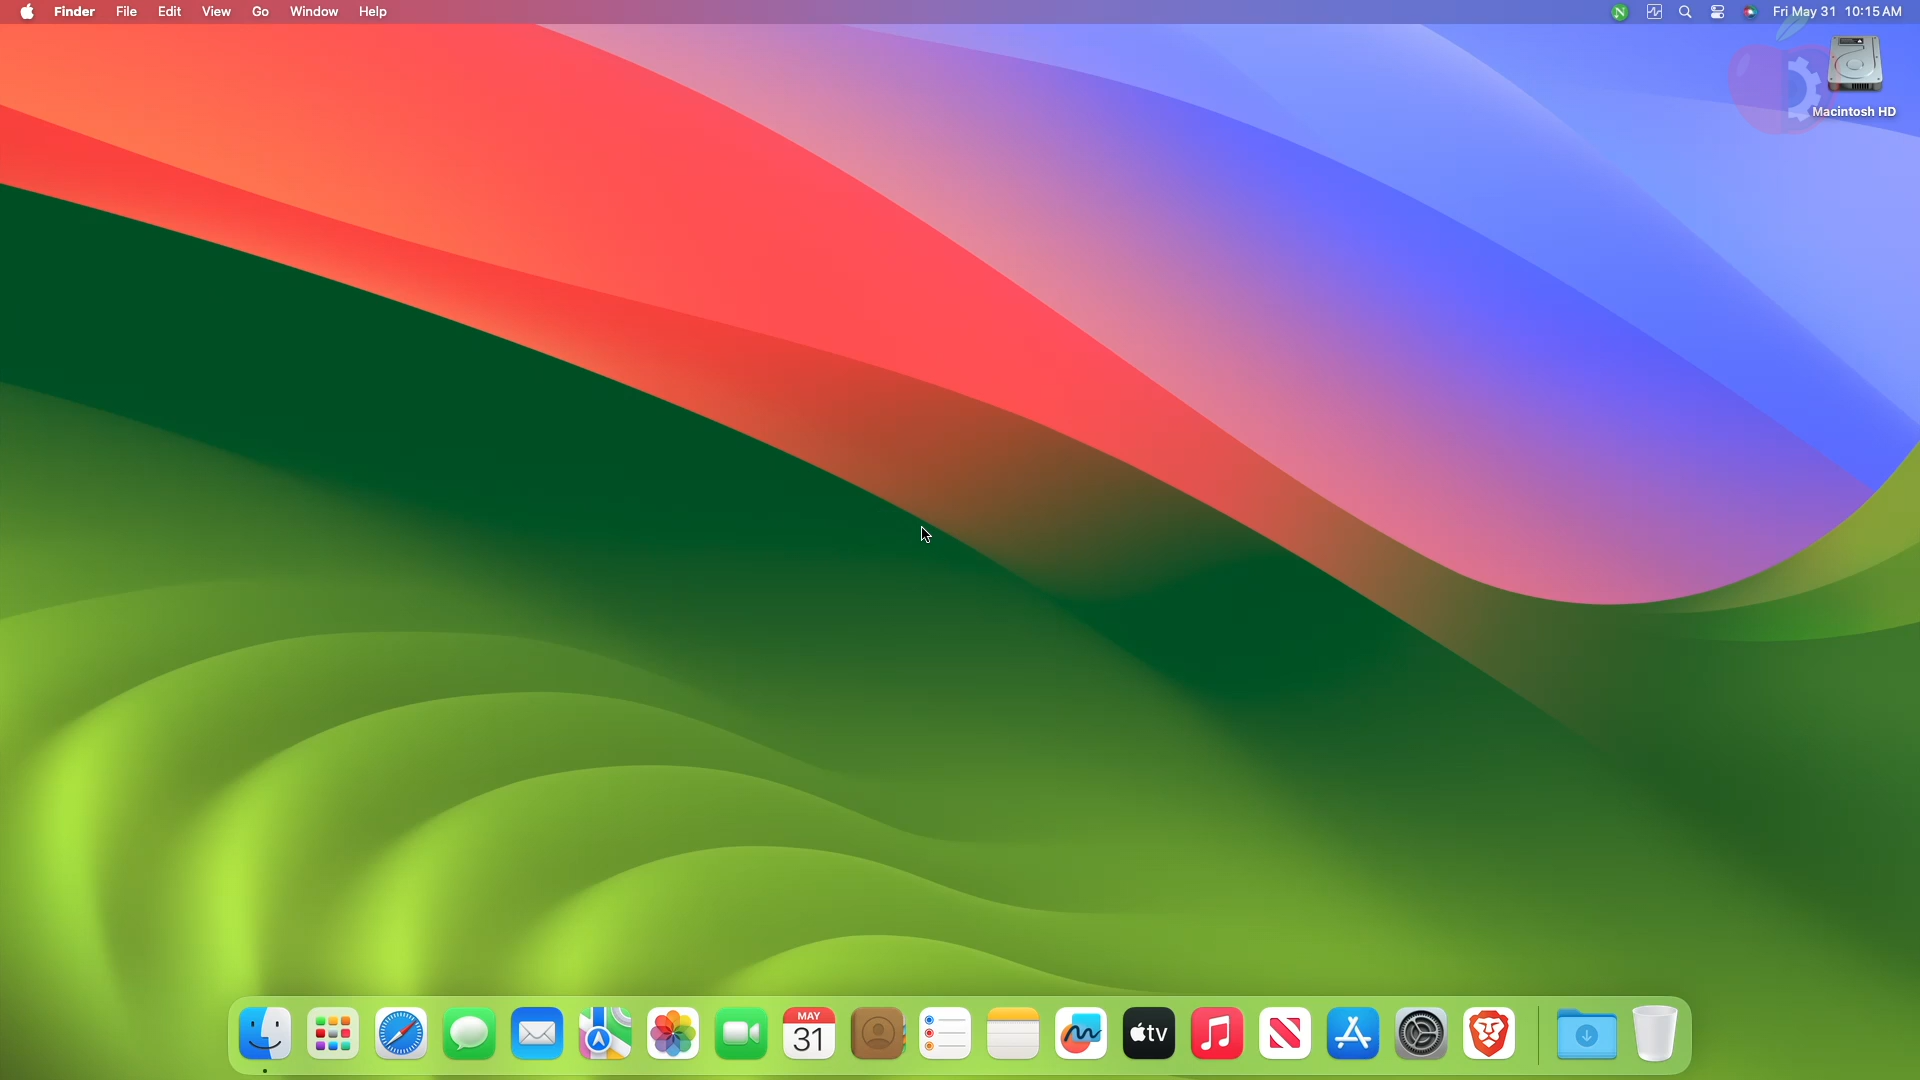 Finder File Edit View Go Window Help
N
Fri May 31 10:15 AM
Macintosh HD
MAY
31
tv